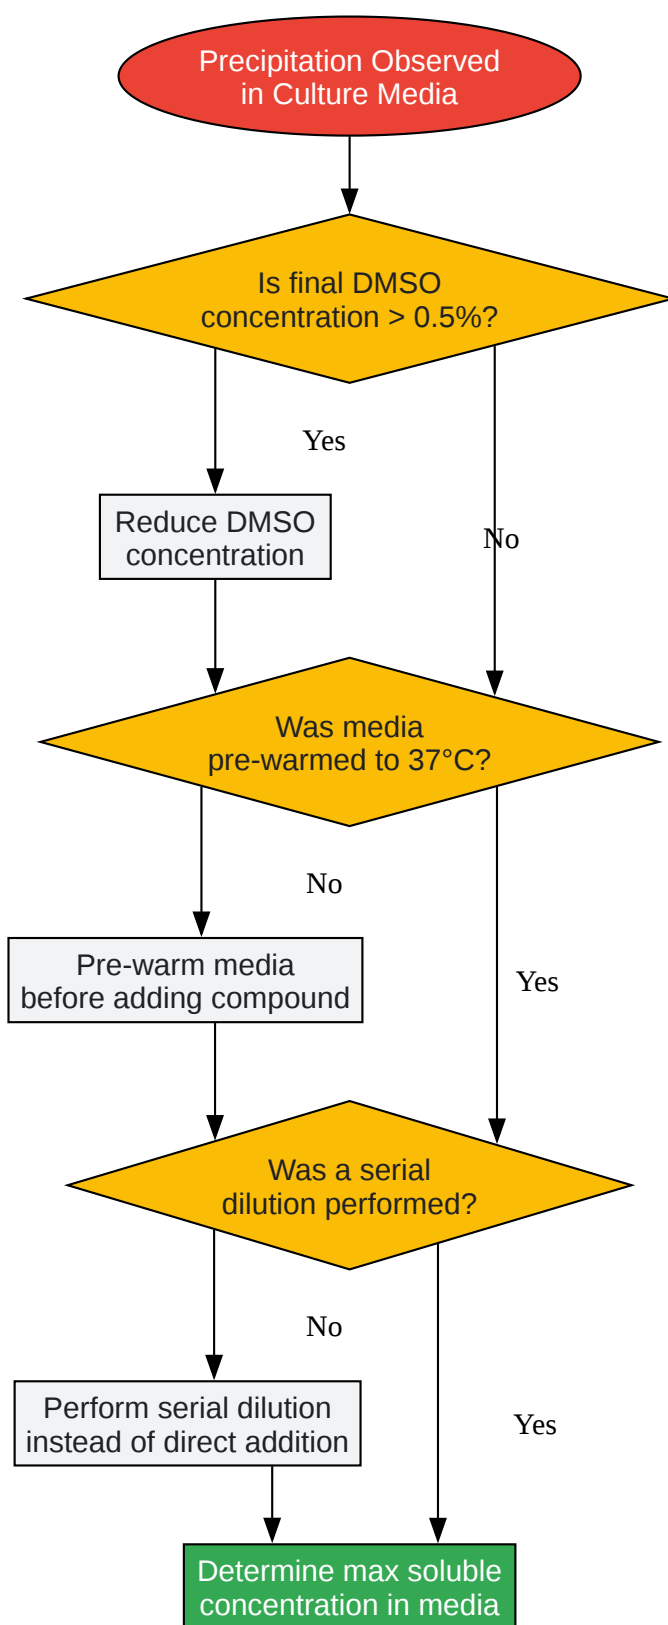 Precipitation Observed
in Culture Media
Is final DMSO
concentration > 0.5%?
Yes
Reduce DMSO
concentration
No
Was media
pre-warmed to 37°C?
No
Pre-warm media
before adding compound
Yes
Was a serial
dilution performed?
No
Perform serial dilution
instead of direct addition
Yes
Determine max soluble
concentration in media